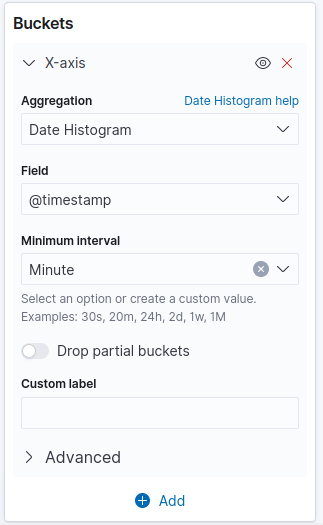 Buckets
X-axis
Aggregation Date Histogram help
Date Histogram
Field
@timestamp
Minimum interval
Minute
Select an option or create a custom value.
Examples: 30s, 20m, 24h, 2d, 1w, 1M
Drop partial buckets
Custom label
Advanced
Add